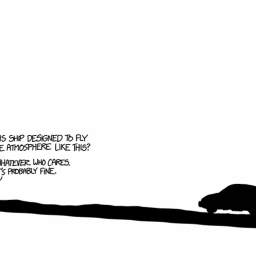 IS SHIP DESIGNED TO FLY
E ATMOSPHERE LIKE THIS?
HATEVER. WHO CARES.
'S PROBABLY FINE.